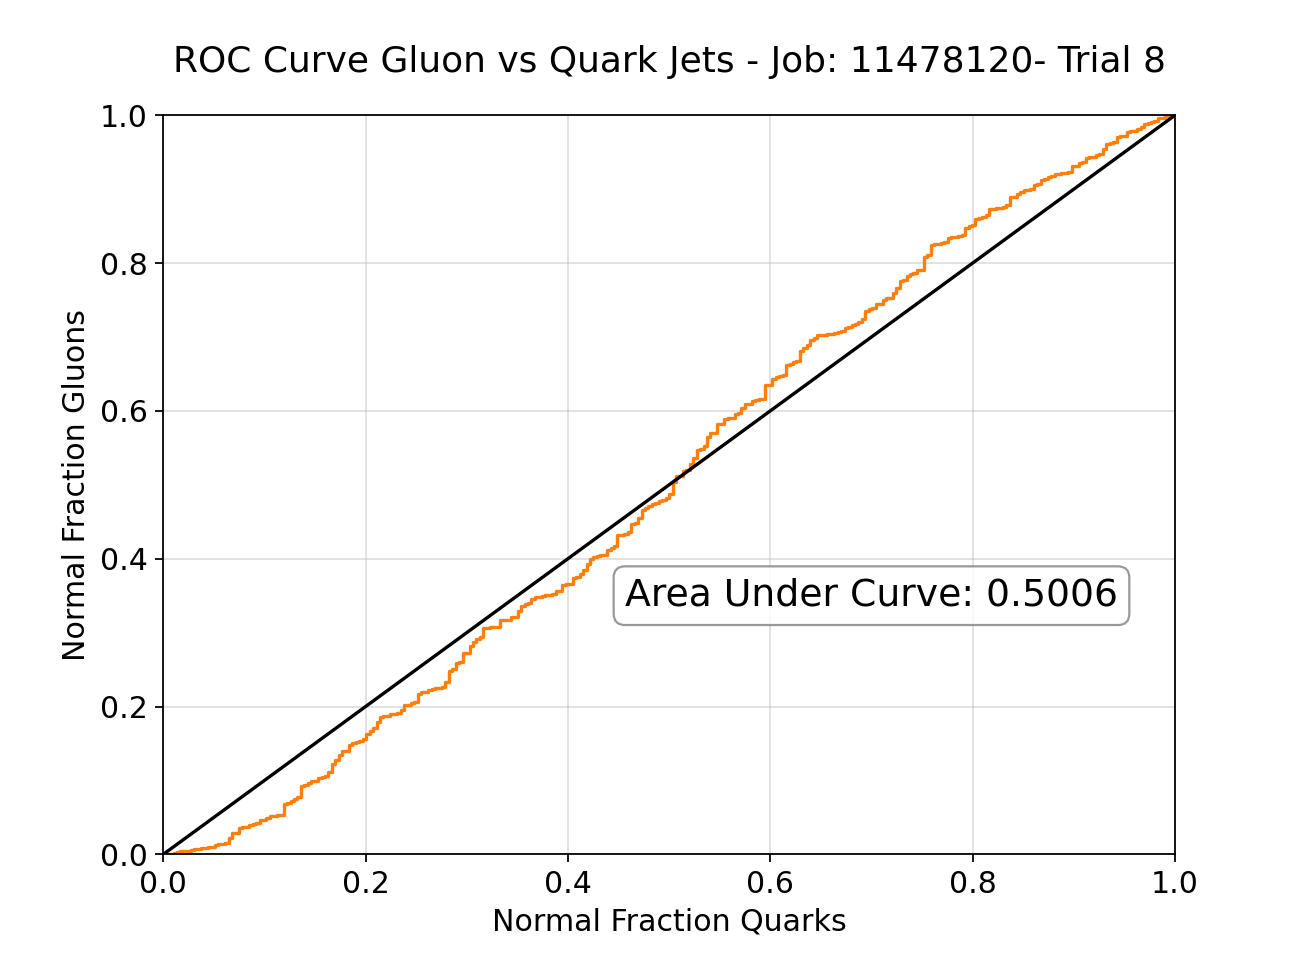 ROC Curve Gluon vs Quark Jets - Job: 11478120- Trial 8
1.0
0.8
0.6
0.4
0.2
0.0
Normal Fraction Gluons
Area Under Curve: 0.5006
0.0 0.2 0.4 0.6 0.8 1.0
Normal Fraction Quarks